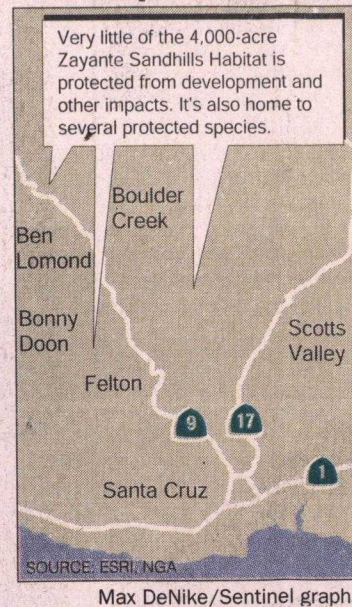 Very little of the 4,000-acre
Zayante Sandhills Habitat is
protected from development and
other impacts. It's also home to
several protected species.
Boulder
Creek
Ben
Lomond
Bonny
Doon
Scotts
Valley
Felton
9
17
1
Santa Cruz
SOURCE: ESRI, NGA
Max DeNike/Sentinel graph